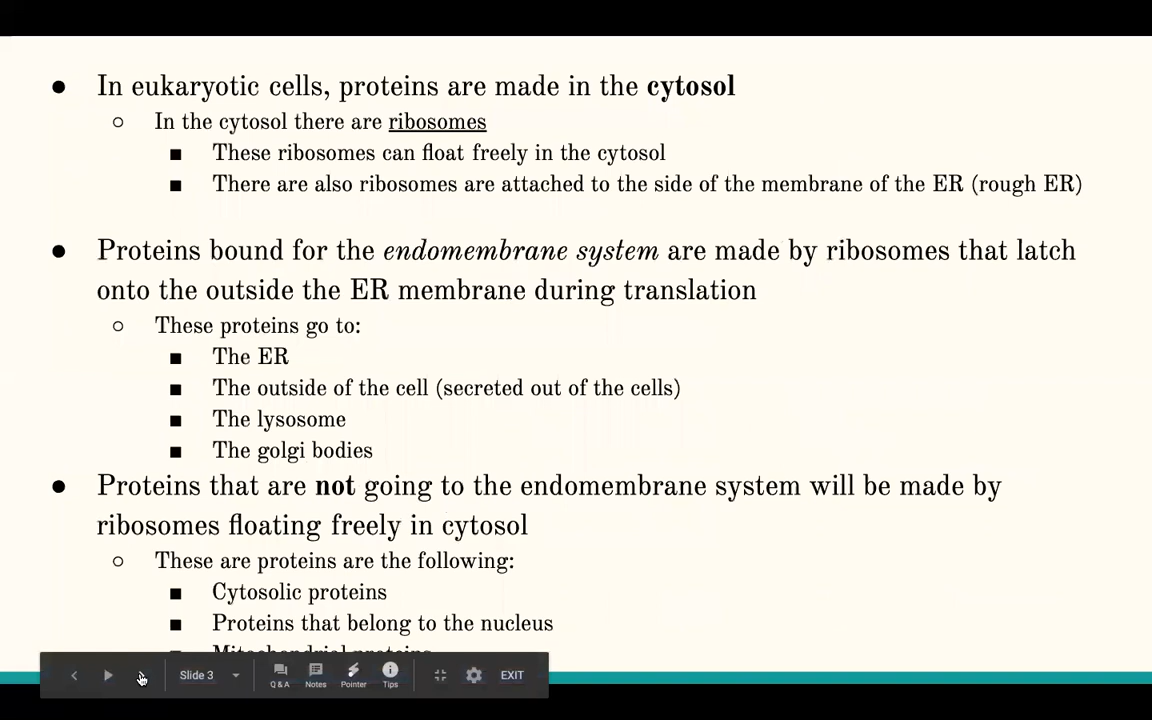 ● In eukaryotic cells, proteins are made in the cytosol
○ In the cytosol there are ribosomes
■ These ribosomes can float freely in the cytosol
■ There are also ribosomes are attached to the side of the membrane of the ER (rough ER)
● Proteins bound for the endomembrane system are made by ribosomes that latch
onto the outside the ER membrane during translation
○ These proteins go to:
■ The ER
■ The outside of the cell (secreted out of the cells)
■ The lysosome
■ The golgi bodies
● Proteins that are not going to the endomembrane system will be made by
ribosomes floating freely in cytosol
○ These are proteins are the following:
■ Cytosolic proteins
■ Proteins that belong to the nucleus
■ Mitochondrial proteins
Slide 3
Q & A
Notes
Pointer
Tips
EXIT